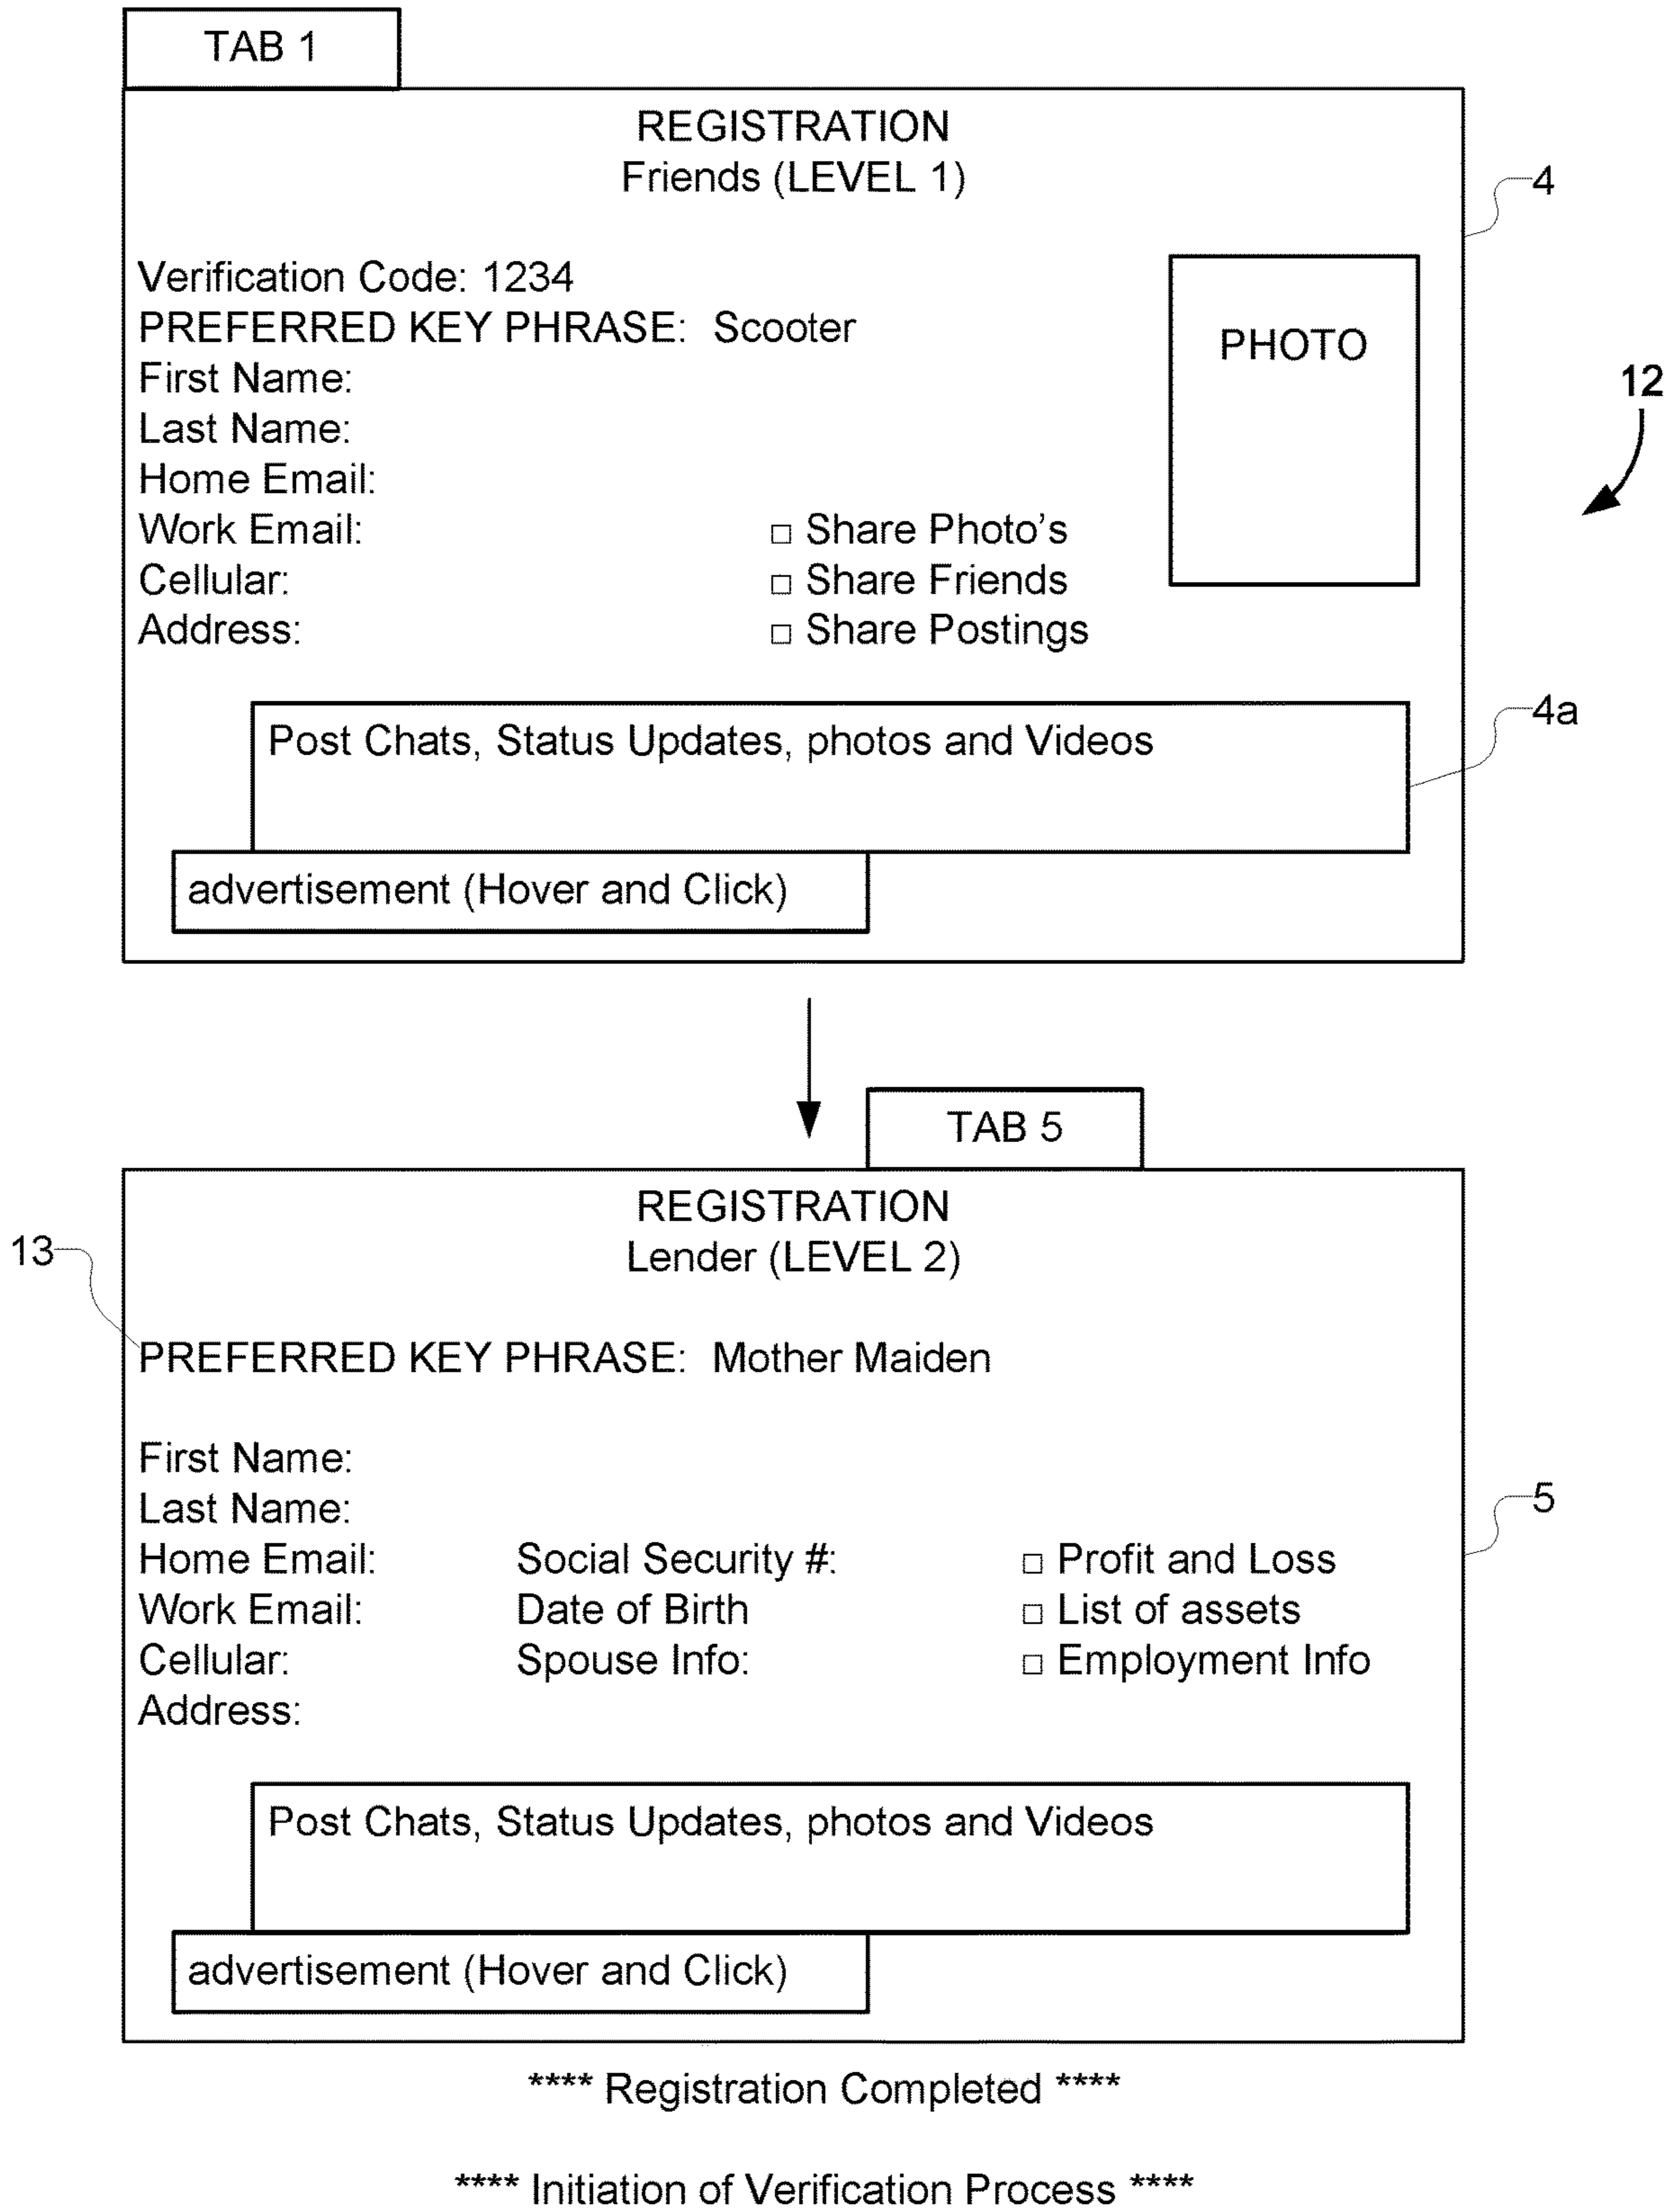 TAB 1
REGISTRATION
Friends (LEVEL 1)
4
Verification Code: 1234
PREFERRED KEY PHRASE: Scooter
PHOTO
First Name:
12
Last Name:
Home Email:
Work Email:
□ Share Photo's
Cellular:
□ Share Friends
Address:
□ Share Postings
4a
Post Chats, Status Updates, photos and Videos
advertisement (Hover and Click)
TAB 5
REGISTRATION
Lender (LEVEL 2)
13
PREFERRED KEY PHRASE: Mother Maiden
First Name:
Last Name:
5
Home Email: Social Security #: □ Profit and Loss
Work Email: Date of Birth □ List of assets
Cellular: Spouse Info: □ Employment Info
Address:
Post Chats, Status Updates, photos and Videos
advertisement (Hover and Click)
**** Registration Completed ****
**** Initiation of Verification Process ****